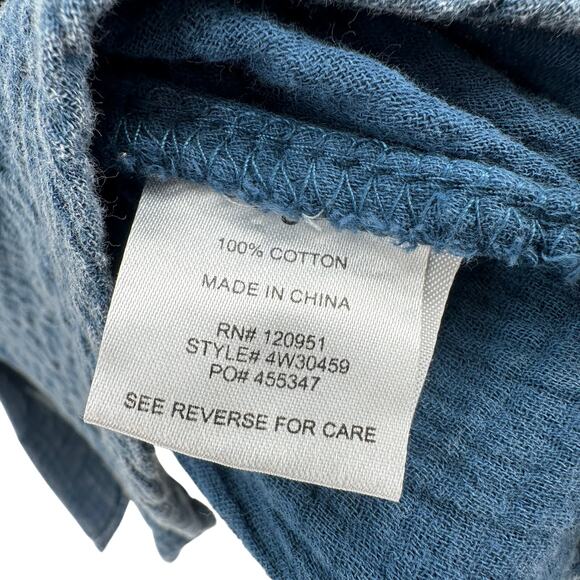 100% COTTON
MADE IN CHINA
RN# 120951
STYLE# 4W30459
PO# 455347
SEE REVERSE FOR CARE